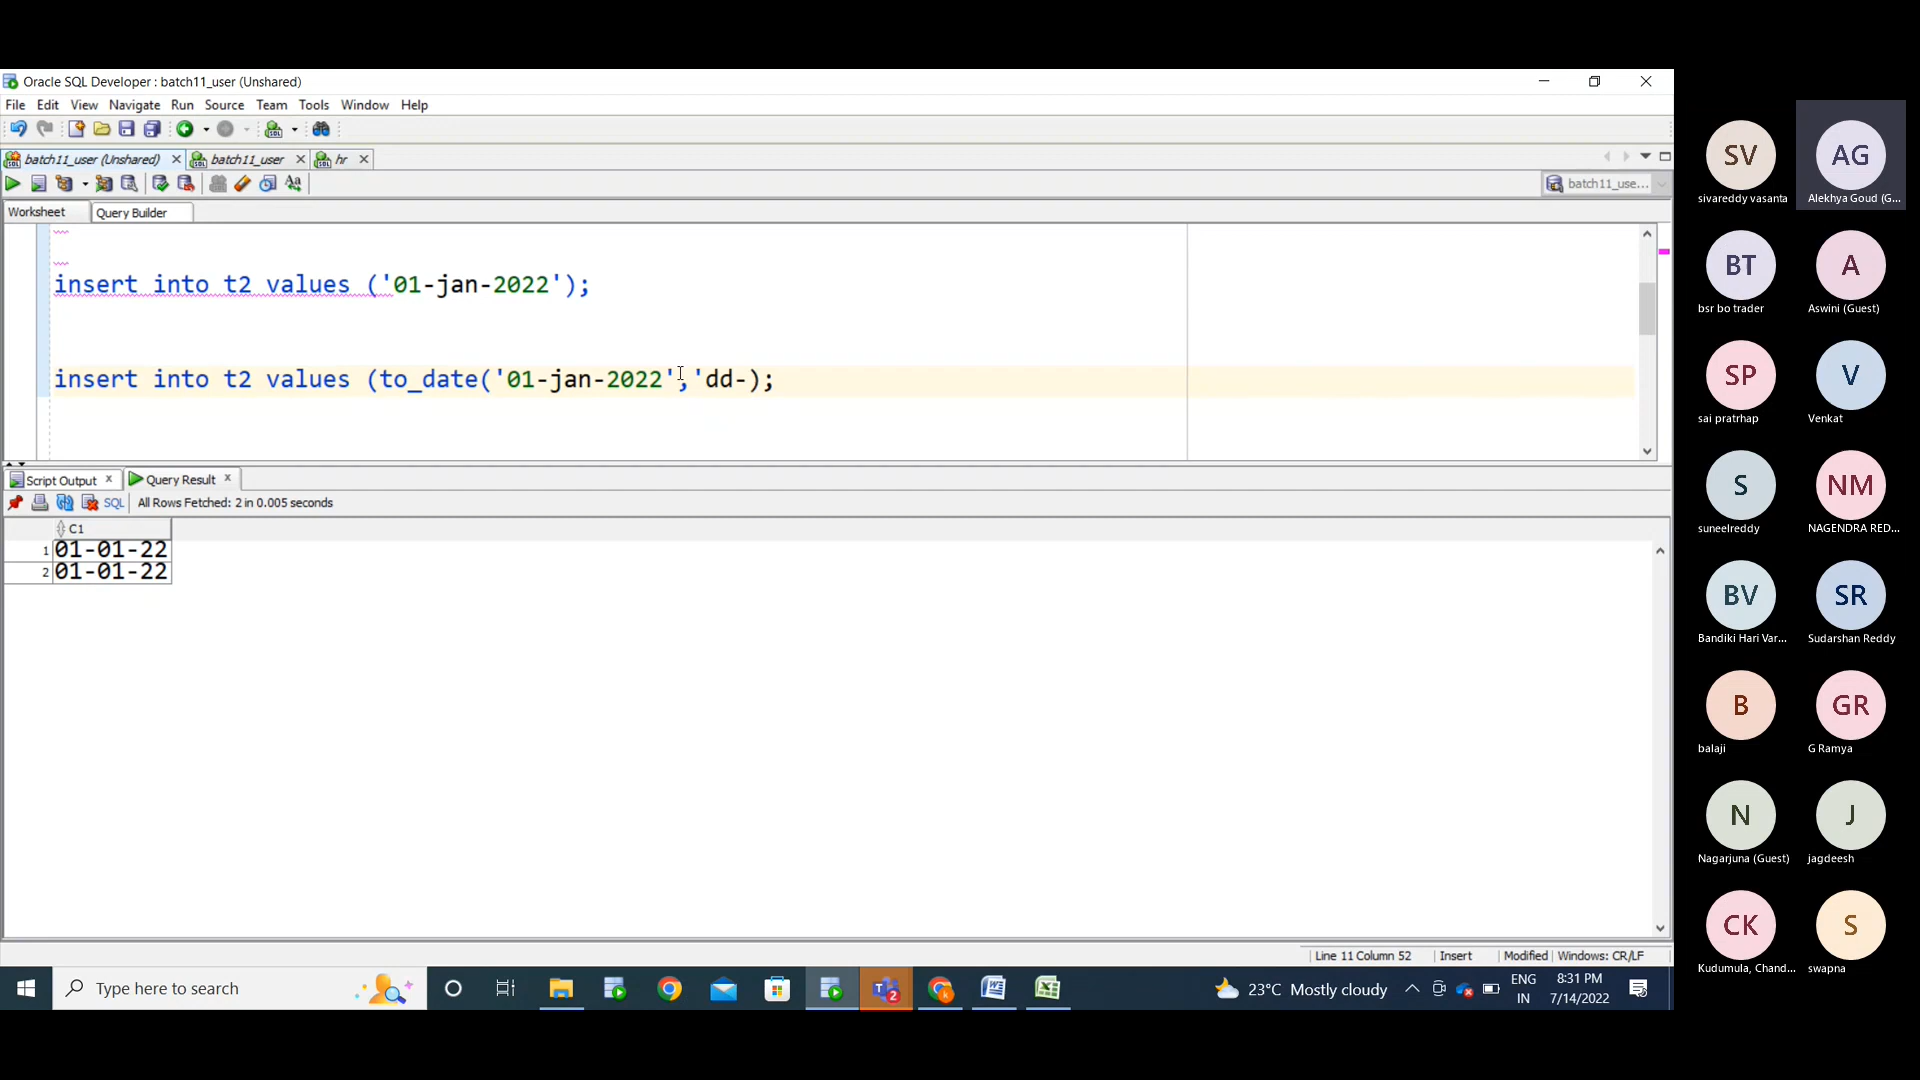 Oracle SQL Developer : batch11_user (Unshared)
File Edit View Navigate Run Source Team Tools Window Help
batch11_user (Unshared) batch11_user hr
batch11_use...
Worksheet Query Builder
insert into t2 values ('01-jan-2022');
insert into t2 values (to_date('01-jan-2022','dd-);
Script Output Query Result
SQL All Rows Fetched: 2 in 0.005 seconds
C1
1 01-01-22
2 01-01-22
Line 11 Column 52 Insert Modified Windows: CR/LF
Type here to search
2
23°C Mostly cloudy
ENG
IN
8:31 PM
7/14/2022
SV AG
sivareddy vasanta Alekhya Goud (G...
BT A
bsr bo trader Aswini (Guest)
SP V
sai pratrhap Venkat
S NM
suneelreddy NAGENDRA RED...
BV SR
Bandiki Hari Var... Sudarshan Reddy
B GR
balaji G Ramya
N J
Nagarjuna (Guest) jagdeesh
CK S
Kudumula, Chand... swapna